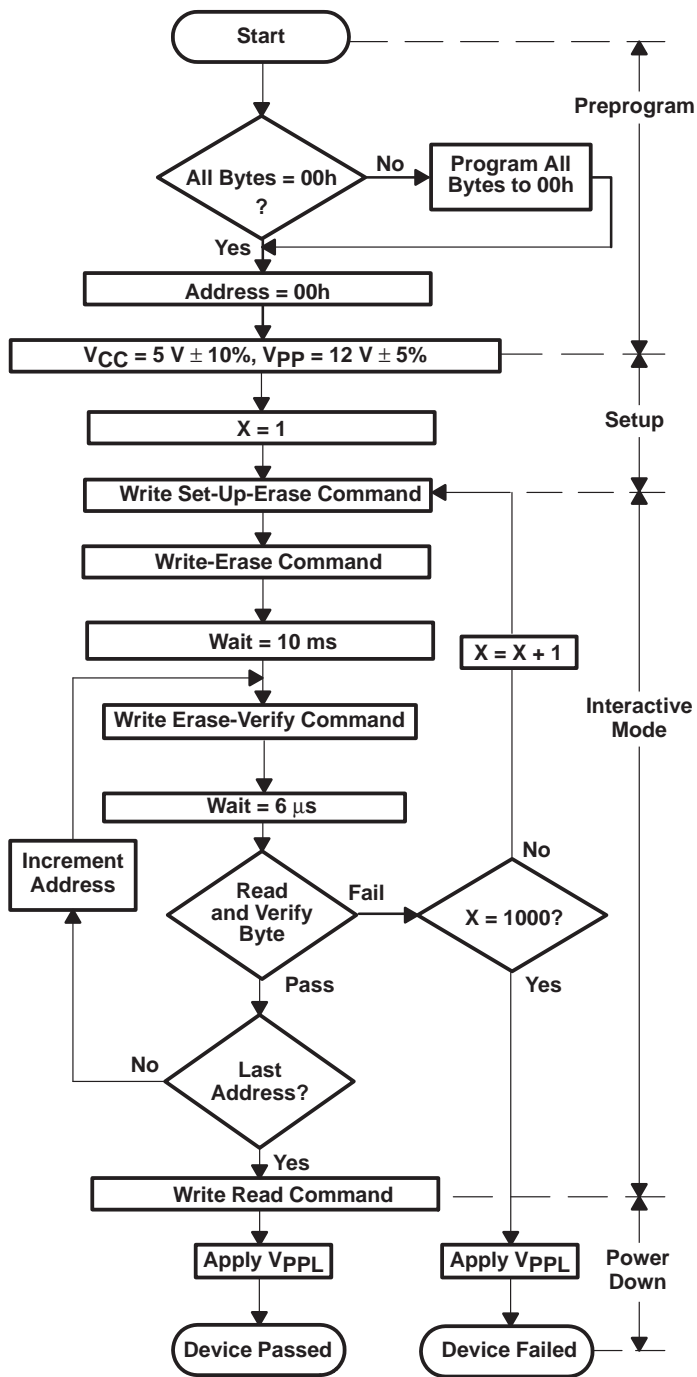 Start
Preprogram
All Bytes = 00h
?
No
Program All
Bytes to 00h
Yes
Address = 00h
VCC = 5 V ± 10%, VPP = 12 V ± 5%
X = 1
Setup
Write Set-Up-Erase Command
Write-Erase Command
Wait = 10 ms
X = X + 1
Interactive
Mode
Write Erase-Verify Command
Wait = 6 μs
Increment
Address
Read
and Verify
Byte
Fail
No
X = 1000?
Pass
Yes
No
Last
Address?
Yes
Write Read Command
Apply VPPL
Apply VPPL
Power
Down
Device Passed
Device Failed